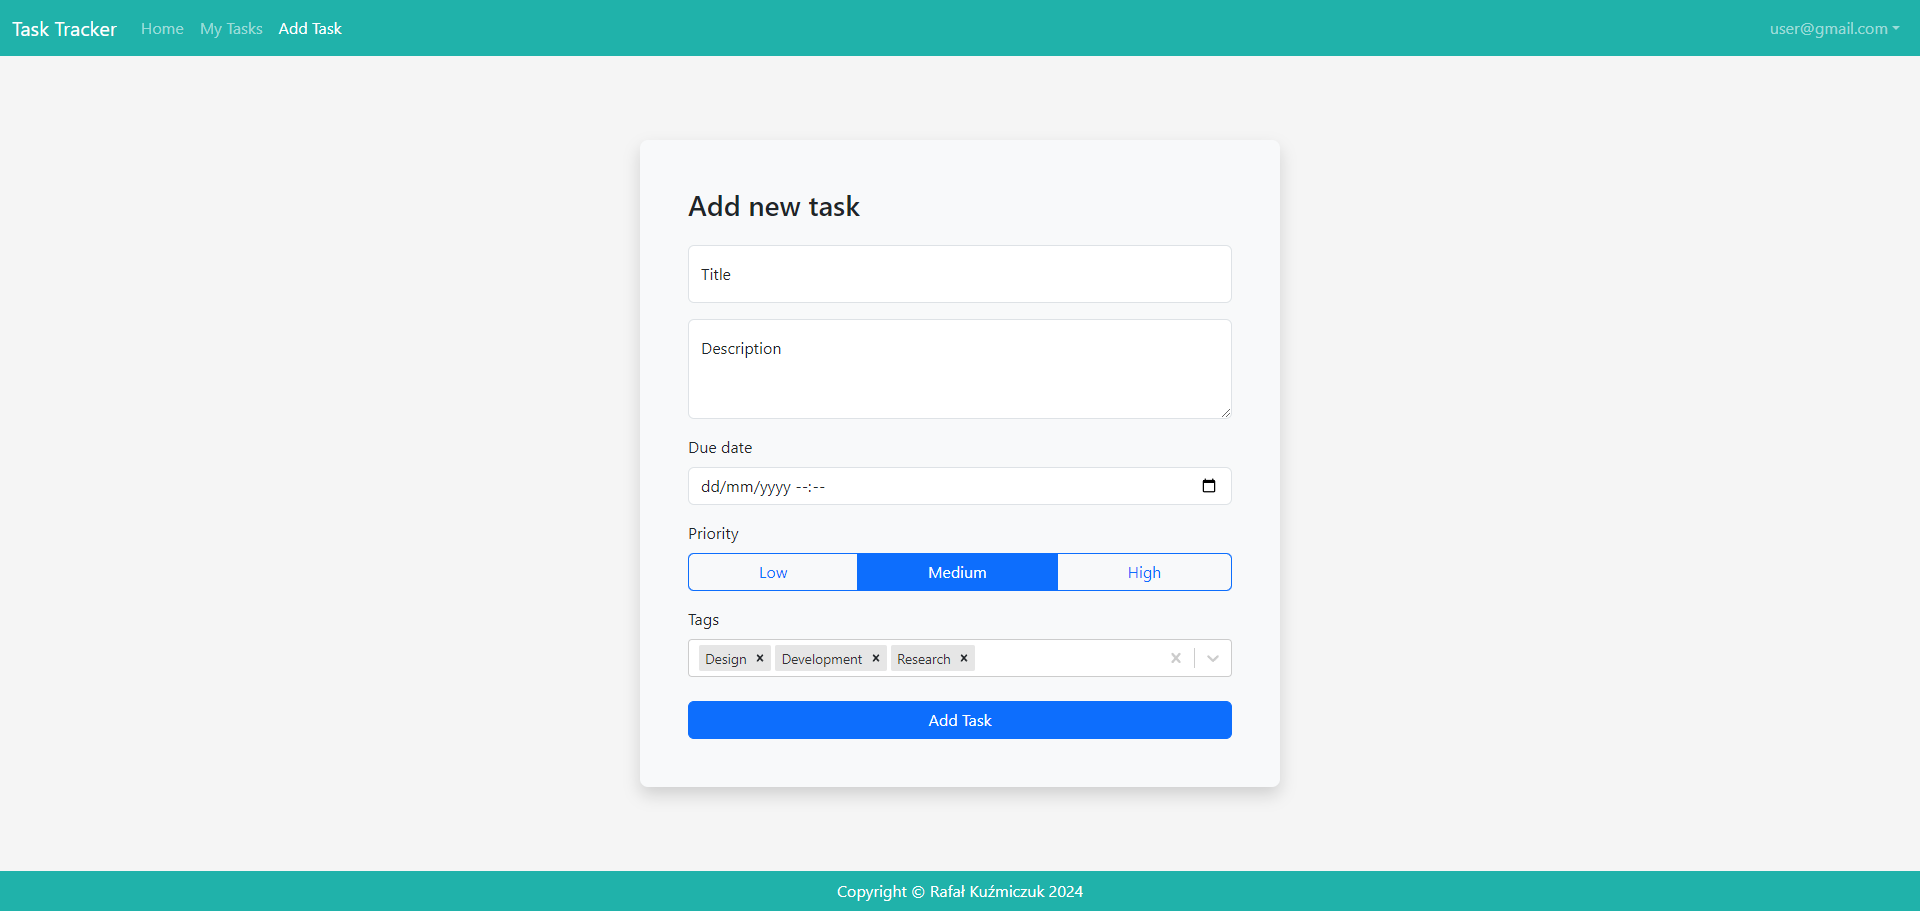 Task Tracker Home My Tasks Add Task user@gmail.com
Add new task
Title
Description
Due date
dd/mm/yyyy --:--
Priority
Low Medium High
Tags
Design × Development × Research ×
Add Task
Copyright © Rafał Kuźmiczuk 2024